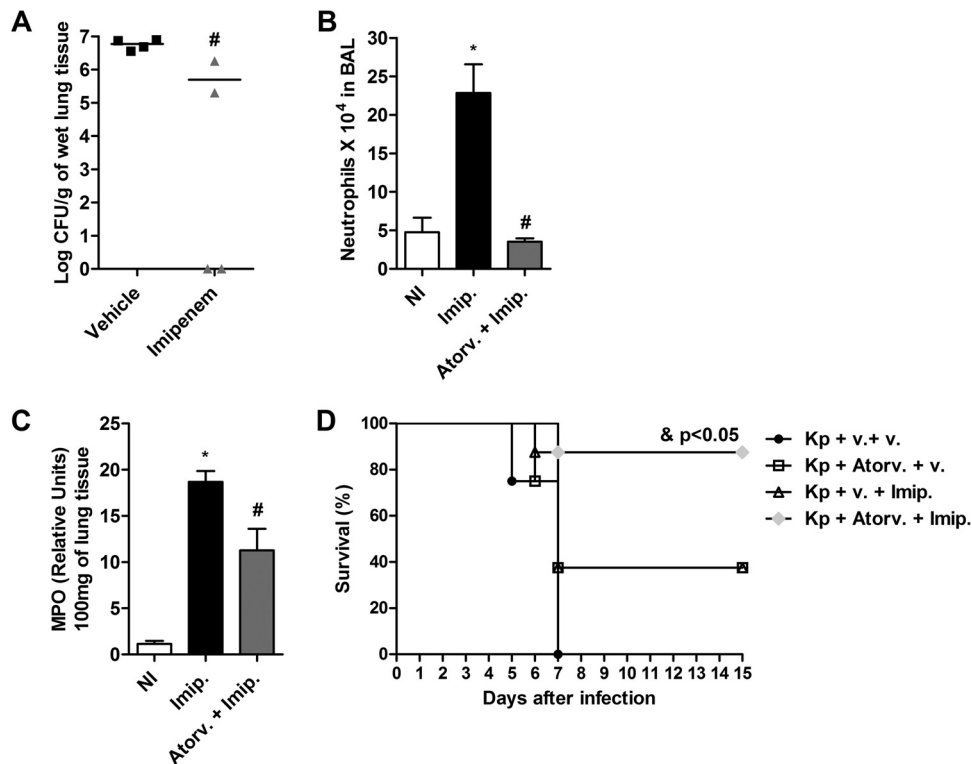 A
Log CFU/g of wet lung tissue
7
6
5
4
3
2
1
0
#
Vehicle
Imipenem
B
Neutrophils X 10⁴ in BAL
30
25
20
15
10
5
0
*
#
NI
Imip.
Atorv. + Imip.
C
MPO (Relative Units)
100mg of lung tissue
25
20
15
10
5
0
*
#
NI
Imip.
Atorv. + Imip.
D
Survival (%)
100
80
60
40
20
0
& p<0.05
0 1 2 3 4 5 6 7 8 9 10 11 12 13 14 15
Days after infection
Kp + v.+ v.
Kp + Atorv. + v.
Kp + v. + Imip.
Kp + Atorv. + Imip.